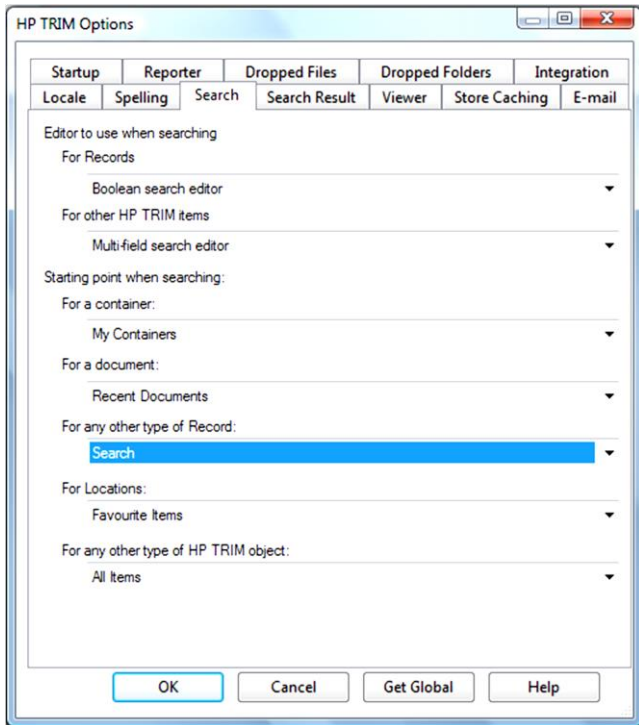 HP TRIM Options
Startup Reporter Dropped Files Dropped Folders Integration
Locale Spelling Search Search Result Viewer Store Caching E-mail
Editor to use when searching
For Records
Boolean search editor
For other HP TRIM items
Multi-field search editor
Starting point when searching:
For a container:
My Containers
For a document:
Recent Documents
For any other type of Record:
Search
For Locations:
Favourite Items
For any other type of HP TRIM object:
All Items
OK Cancel Get Global Help